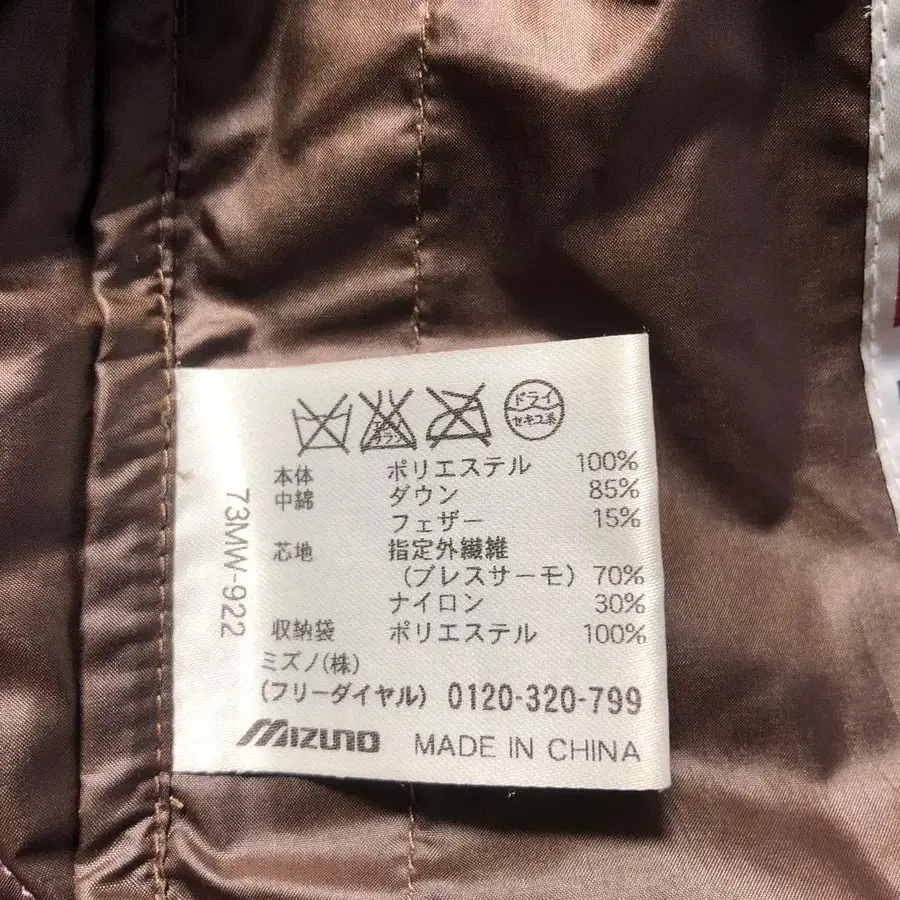 ドライ
セキユ系
本体 ポリエステル 100%
中綿 ダウン 85%
フェザー 15%
芯地 指定外繊維
(ブレスサーモ) 70%
ナイロン 30%
収納袋 ポリエステル 100%
ミズノ(株)
(フリーダイヤル) 0120-320-799
MIZUNO MADE IN CHINA
73MW-922